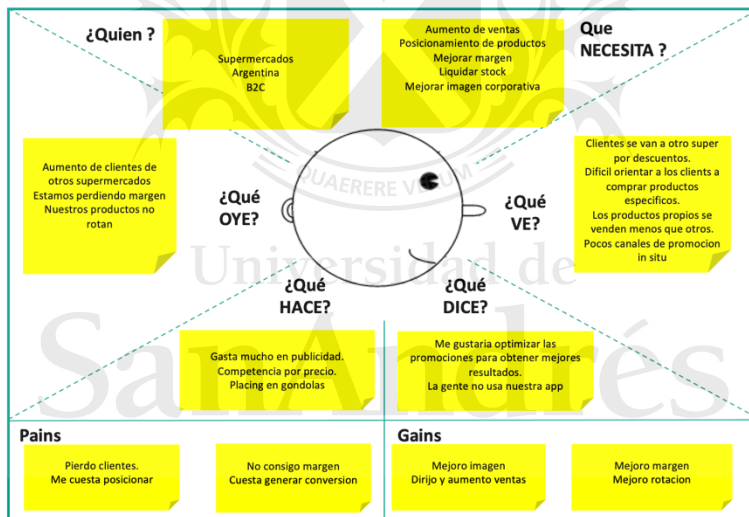 ¿Quien ?
Supermercados
Argentina
B2C
Aumento de ventas
Posicionamiento de productos
Mejorar margen
Liquidar stock
Mejorar imagen corporativa
Que
NECESITA ?
Aumento de clientes de
otros supermercados
Estamos perdiendo margen
Nuestros productos no
rotan
¿Qué
OYE?
QUAERERE VERUM
¿Qué
VE?
Clientes se van a otro super
por descuentos.
Dificil orientar a los clients a
comprar productos
especificos.
Los productos propios se
venden menos que otros.
Pocos canales de promocion
in situ
Universidad de
SanAndrés
¿Qué
HACE?
¿Qué
DICE?
Gasta mucho en publicidad.
Competencia por precio.
Placing en gondolas
Me gustaria optimizar las
promociones para obtener mejores
resultados.
La gente no usa nuestra app
Pains
Pierdo clientes.
Me cuesta posicionar
No consigo margen
Cuesta generar conversion
Gains
Mejoro imagen
Dirijo y aumento ventas
Mejoro margen
Mejoro rotacion